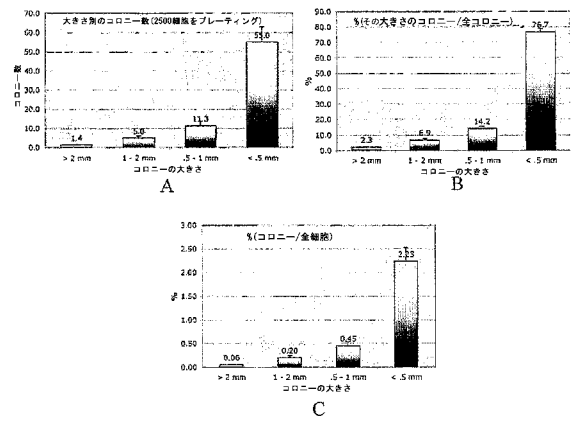 大きさ別のコロニー数(2500細胞をプレーティング)
コロニー数
70.0
60.0
50.0
40.0
30.0
20.0
10.0
0.0
1.4
5.0
11.3
55.0
> 2 mm
1 - 2 mm
.5 - 1 mm
< .5 mm
コロニーの大きさ
A
%(その大きさのコロニー/全コロニー)
%
90.0
80.0
70.0
60.0
50.0
40.0
30.0
20.0
10.0
0.0
2.3
6.9
14.2
76.7
> 2 mm
1 - 2 mm
.5 - 1 mm
< .5 mm
コロニーの大きさ
B
%(コロニー/全細胞)
%
3.00
2.50
2.00
1.50
1.00
0.50
0.00
0.06
0.20
0.45
2.23
> 2 mm
1 - 2 mm
.5 - 1 mm
< .5 mm
コロニーの大きさ
C